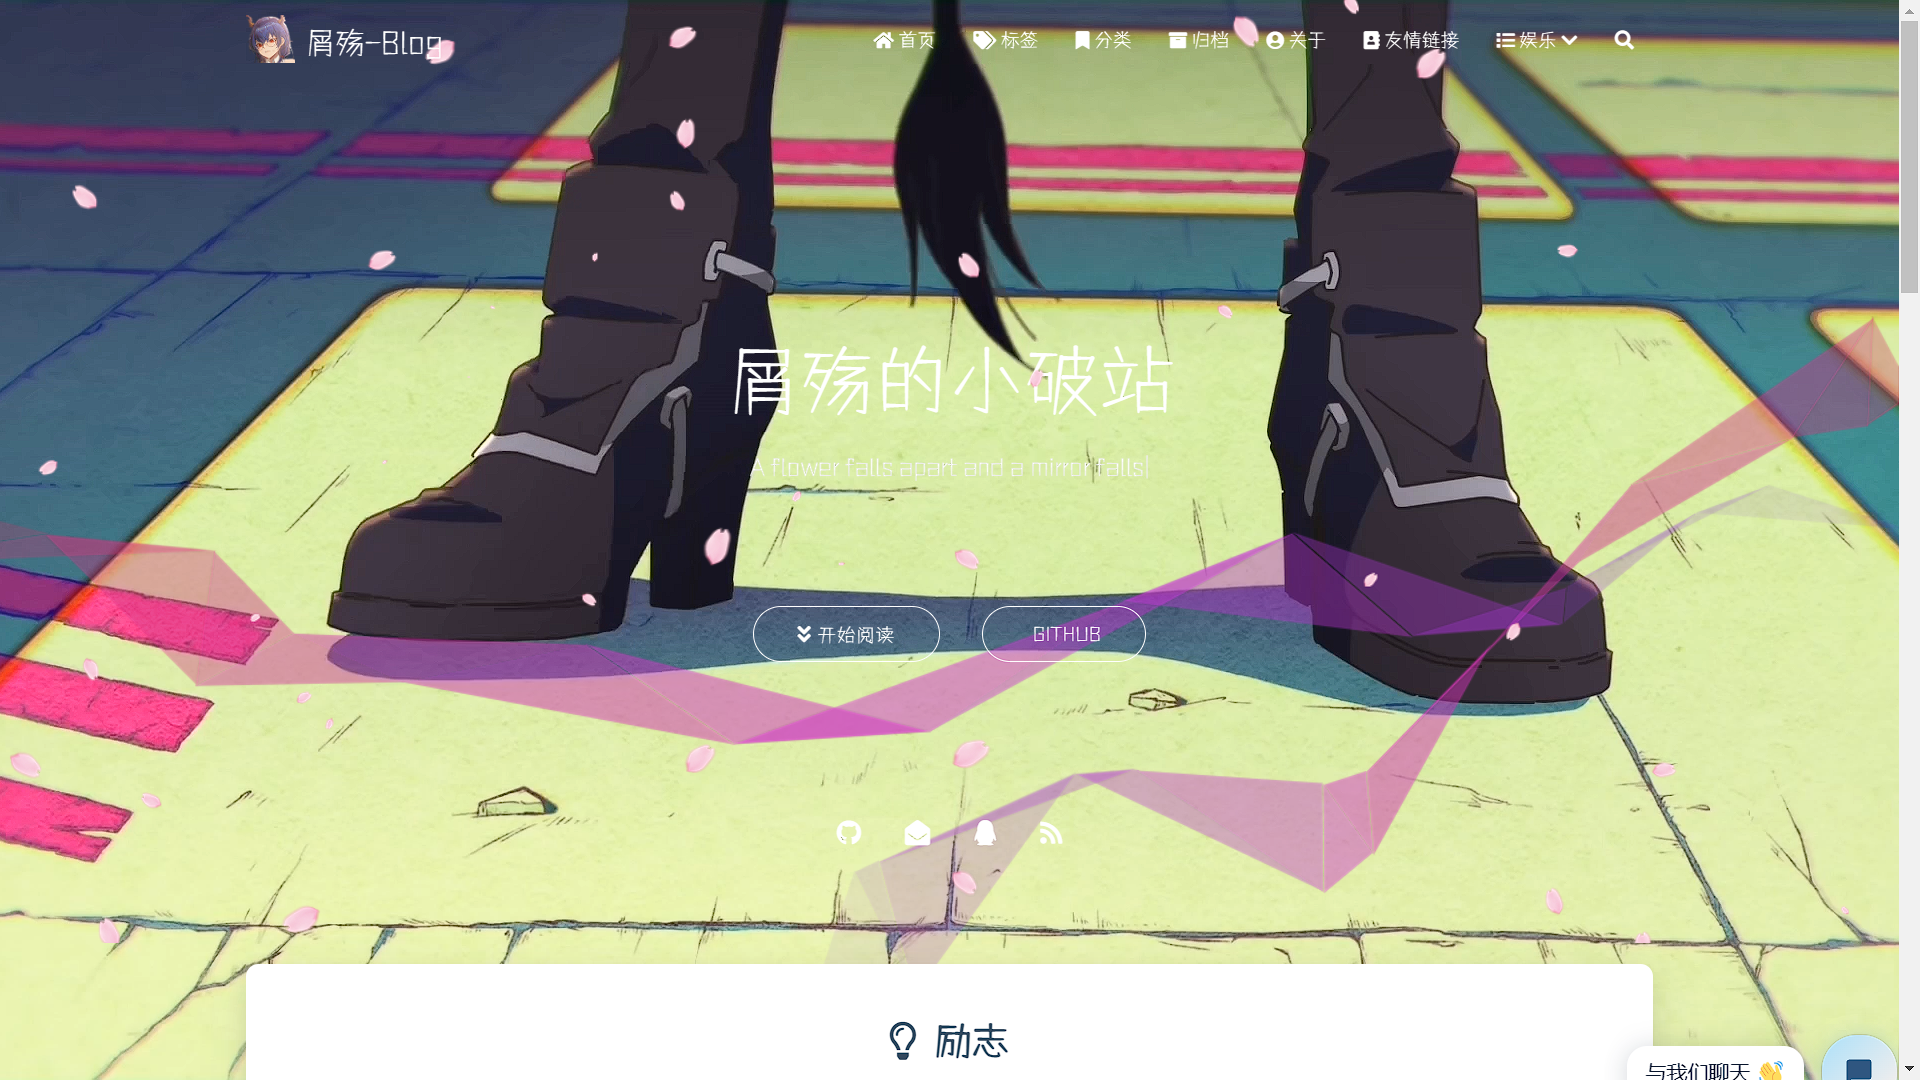 屑殇-Blog
首页
标签
分类
归档
关于
友情链接
娱乐
屑殇的小破站
A flower falls apart and a mirror falls|
开始阅读
GITHUB
励志
与我们聊天 👋